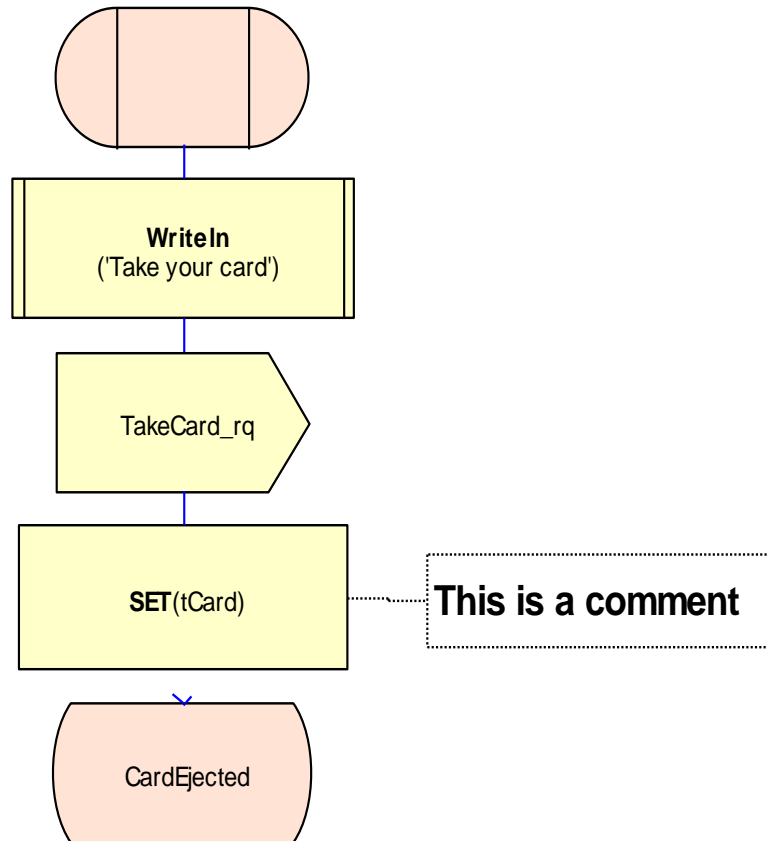 Writeln
('Take your card')
TakeCard_rq
SET(tCard)
This is a comment
CardEjected